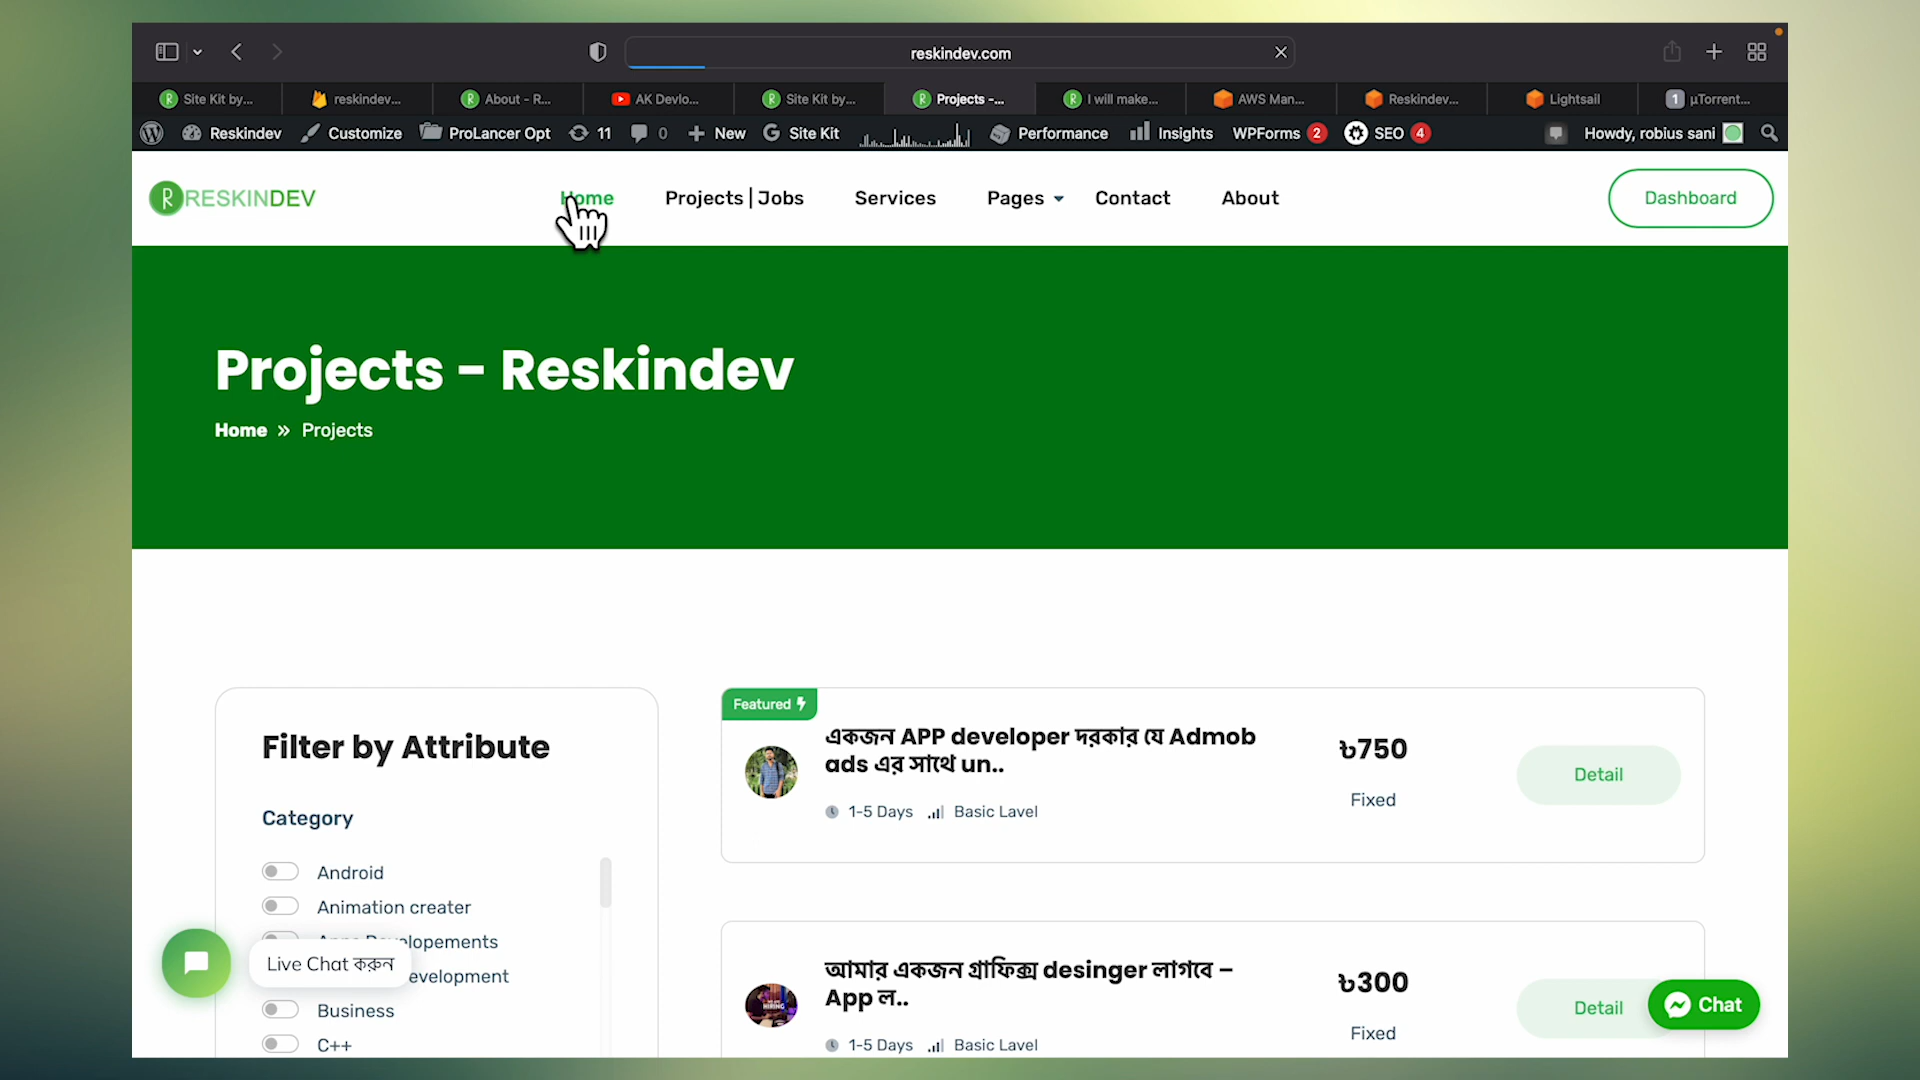 reskindev.com
Site Kit by...
reskindev...
About - R...
AK Devlo...
Site Kit by...
Projects -...
I will make...
AWS Man...
Reskindev...
Lightsail
1 µTorrent...
Reskindev Customize ProLancer Opt 11 0 New Site Kit Performance Insights WPForms 2 SEO 4 Howdy, robius sani
R RESKINDEV
Home Projects | Jobs Services Pages Contact About Dashboard
Projects - Reskindev
Home » Projects
Filter by Attribute
Category
Android
Animation creater
evelopment
Business
C++
Live Chat করুন
Featured
একজন APP developer দরকার যে Admob
ads এর সাথে un..
1-5 Days Basic Lavel
৳750
Fixed
Detail
আমার একজন গ্রাফিক্স desinger লাগবে –
App ল..
1-5 Days Basic Lavel
৳300
Fixed
Detail
Chat